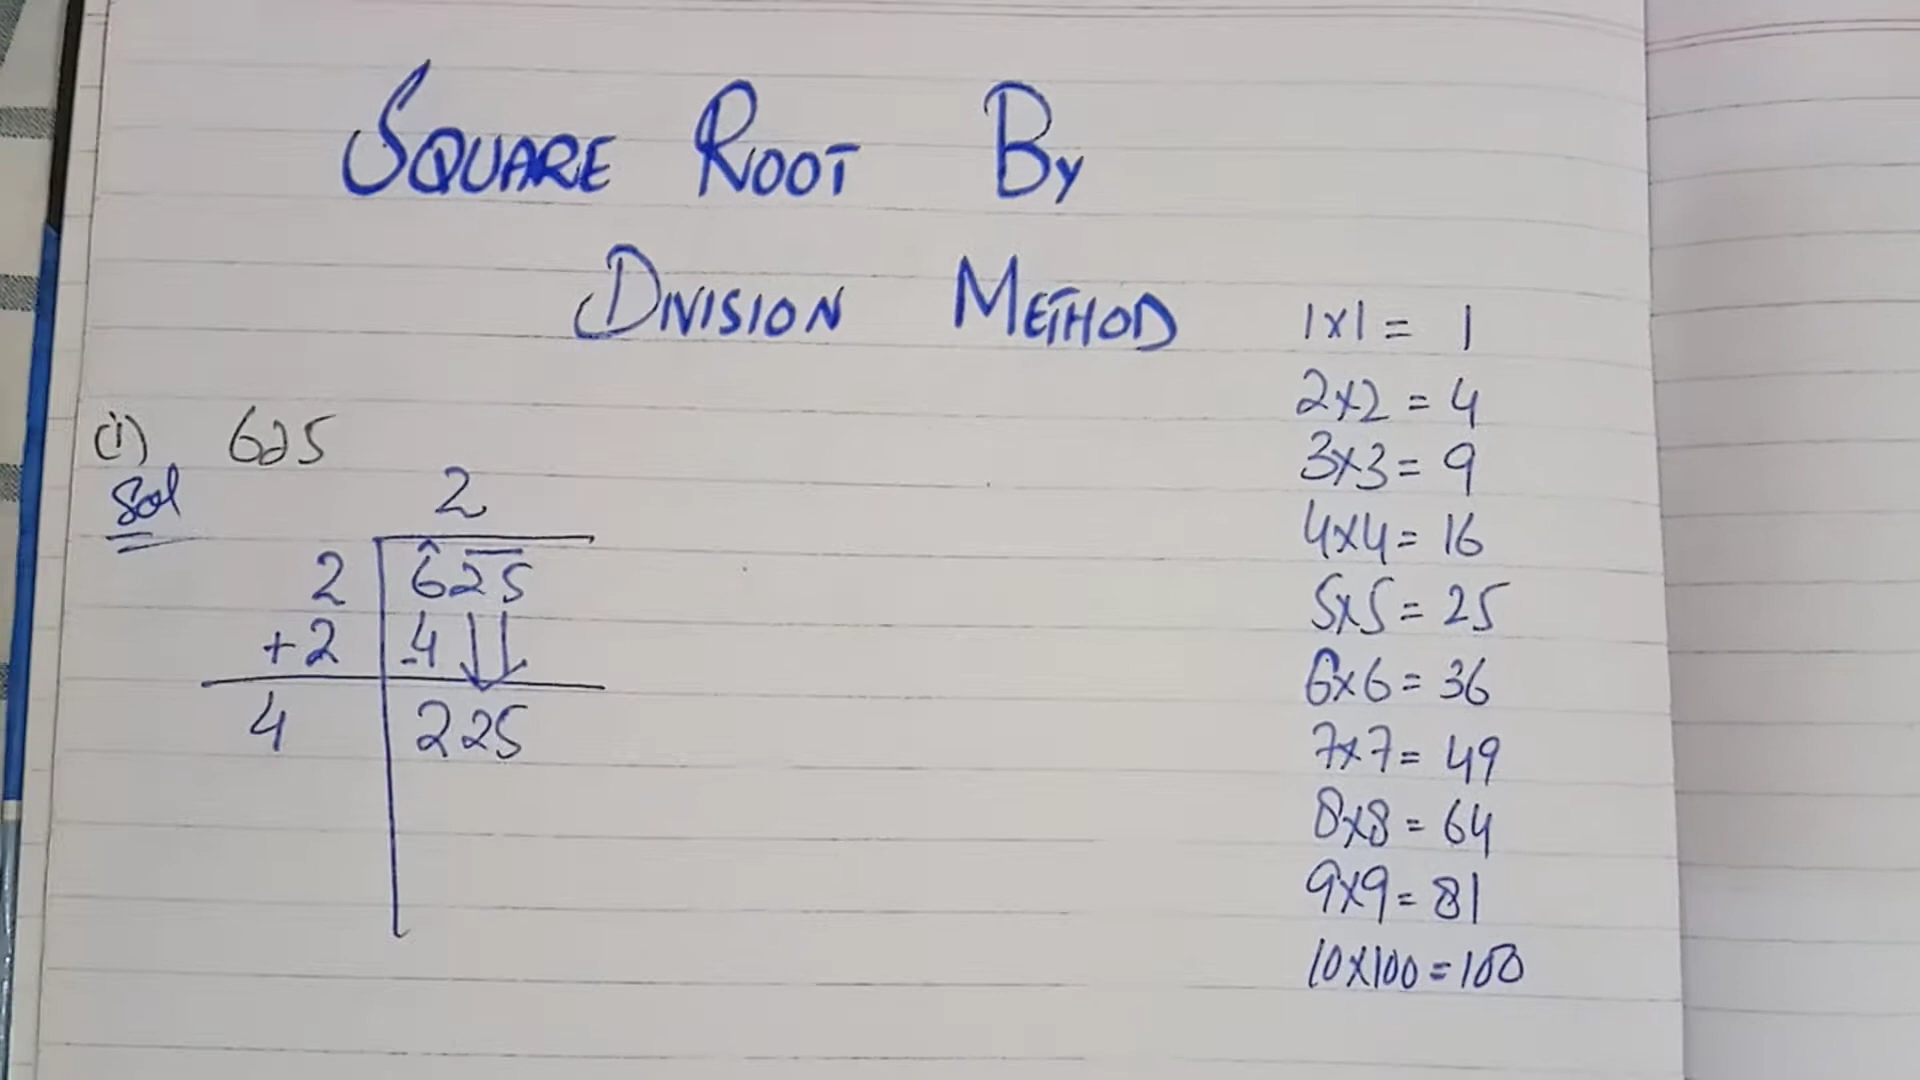 SQUARE ROOT BY
DIVISION METHOD
(i) 625
Sol
2
2 625
+2 -4
4 225
1x1 = 1
2x2 = 4
3x3 = 9
4x4 = 16
5x5 = 25
6x6 = 36
7x7 = 49
8x8 = 64
9x9 = 81
10x100 = 100